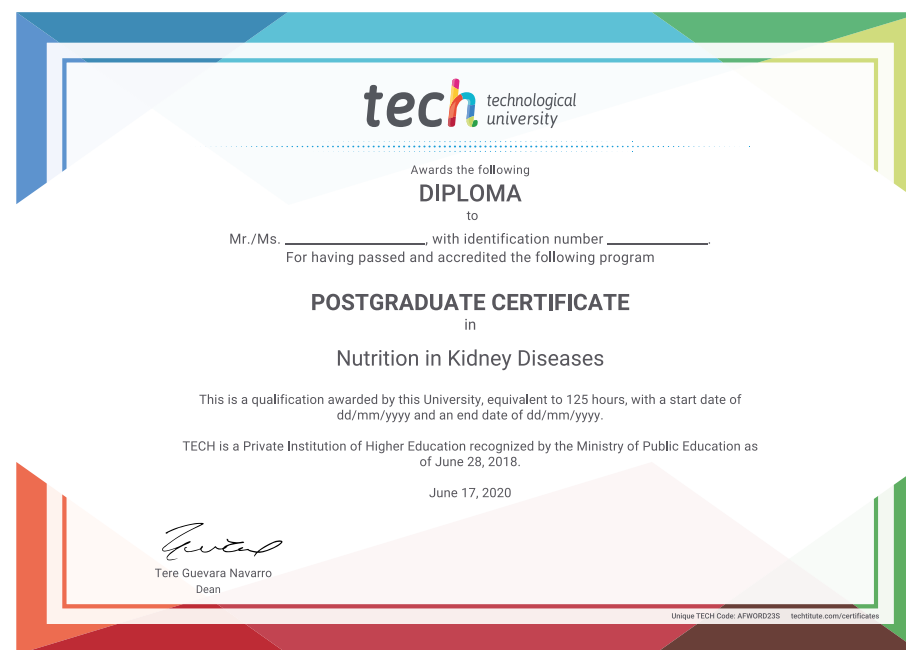 tech technological
university
Awards the following
DIPLOMA
to
Mr./Ms. ____________, with identification number ____________.
For having passed and accredited the following program
POSTGRADUATE CERTIFICATE
in
Nutrition in Kidney Diseases
This is a qualification awarded by this University, equivalent to 125 hours, with a start date of
dd/mm/yyyy and an end date of dd/mm/yyyy.
TECH is a Private Institution of Higher Education recognized by the Ministry of Public Education as
of June 28, 2018.
June 17, 2020
Tere Guevara Navarro
Dean
Unique TECH Code: AFWORD23S techtitute.com/certificates